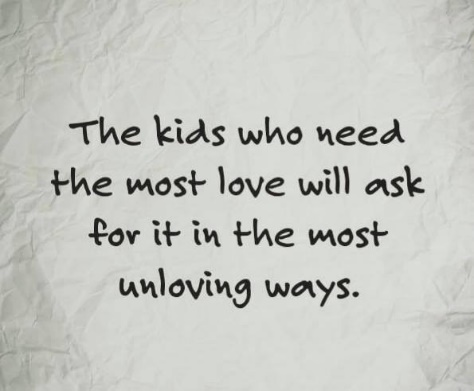 The kids who need
the most love will ask
for it in the most
unloving ways.